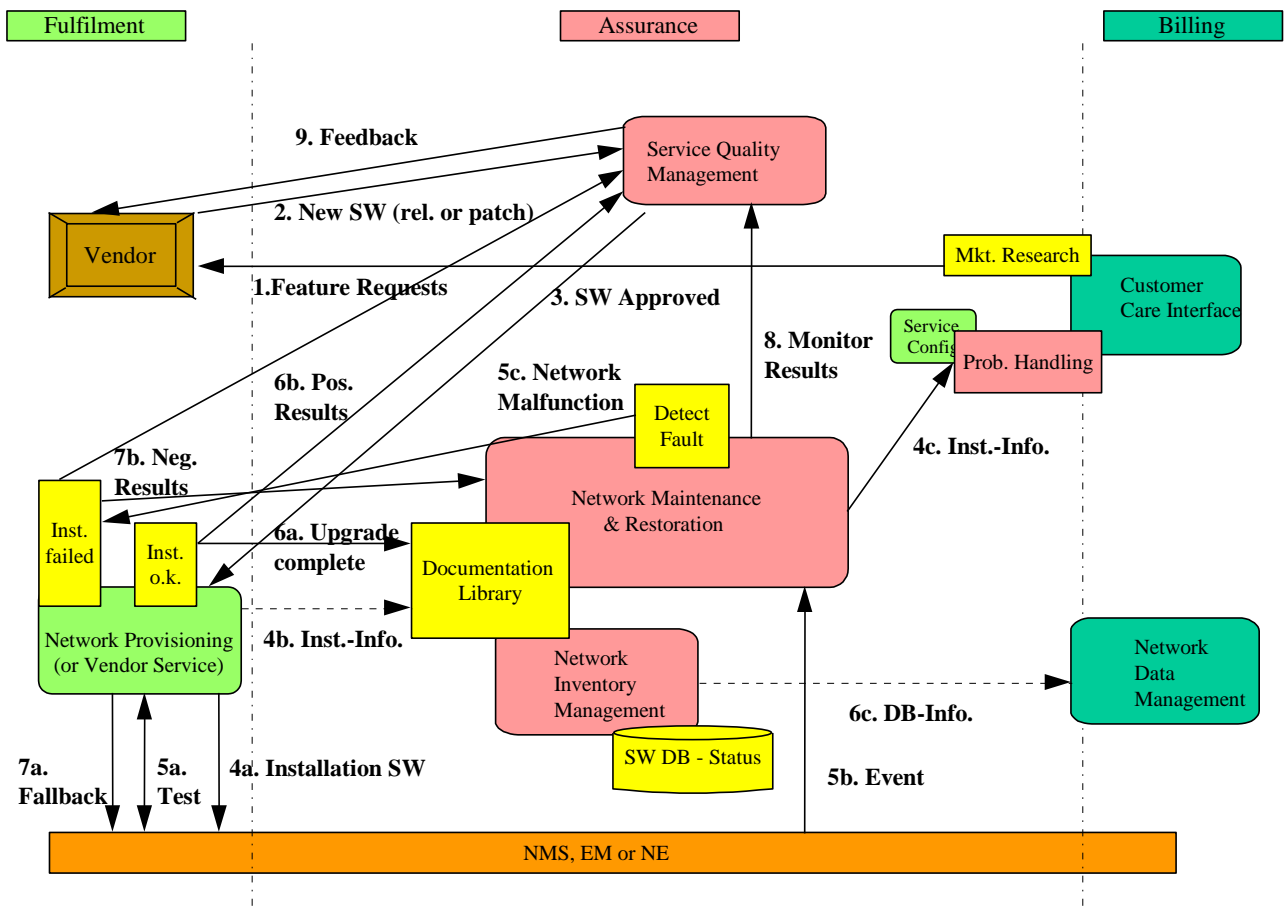 Fulfilment
Assurance
Billing
9. Feedback
Service Quality
Management
2. New SW (rel. or patch)
Vendor
Mkt. Research
1.Feature Requests
3. SW Approved
Customer
Care Interface
Service
Config
8. Monitor
Results
Prob. Handling
6b. Pos.
Results
5c. Network
Malfunction
Detect
Fault
4c. Inst.-Info.
7b. Neg.
Results
Network Maintenance
& Restoration
Inst.
failed
Inst.
o.k.
6a. Upgrade
complete
Documentation
Library
4b. Inst.-Info.
Network Provisioning
(or Vendor Service)
Network
Inventory
Management
Network
Data
Management
6c. DB-Info.
SW DB - Status
7a.
Fallback
5a.
Test
4a. Installation SW
5b. Event
NMS, EM or NE